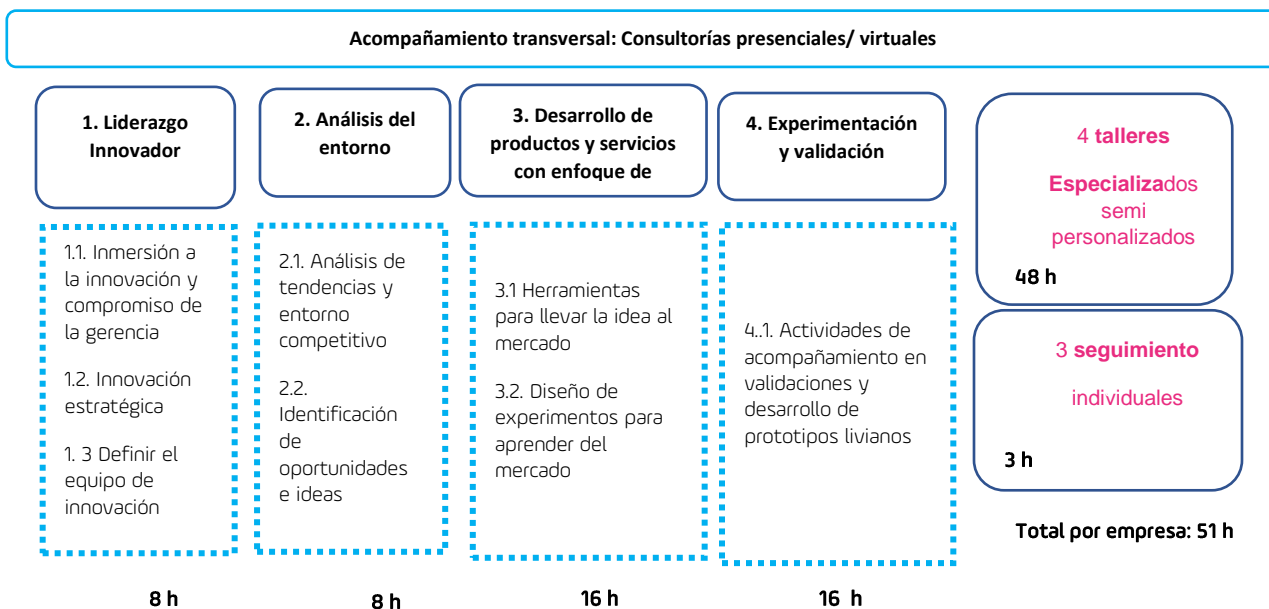 Acompañamiento transversal: Consultorías presenciales/ virtuales
1. Liderazgo
Innovador
2. Análisis del
entorno
3. Desarrollo de
productos y servicios
con enfoque de
4. Experimentación
y validación
1.1. Inmersión a
la innovación y
compromiso de
la gerencia
1.2. Innovación
estratégica
1. 3 Definir el
equipo de
innovación
2.1. Análisis de
tendencias y
entorno
competitivo
2.2.
Identificación
de
oportunidades
e ideas
3.1 Herramientas
para llevar la idea al
mercado
3.2. Diseño de
experimentos para
aprender del
mercado
4..1. Actividades de
acompañamiento en
validaciones y
desarrollo de
prototipos livianos
4 talleres
Especializados
semi
personalizados
48 h
3 seguimiento
individuales
3 h
Total por empresa: 51 h
8 h
8 h
16 h
16 h